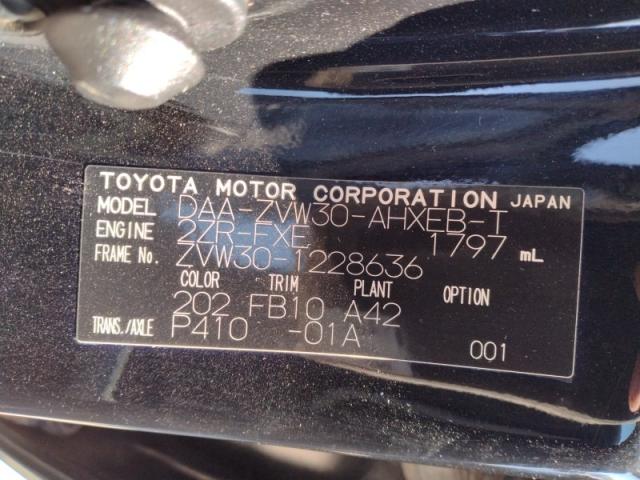 TOYOTA MOTOR CORPORATION JAPAN
MODEL DAA-ZVW30-AHXEB-T
ENGINE 2ZR-FXE 1797 mL
FRAME No. ZVW30-1228636
COLOR TRIM PLANT OPTION
202 FB10 A42
TRANS./AXLE P410 -01A 001